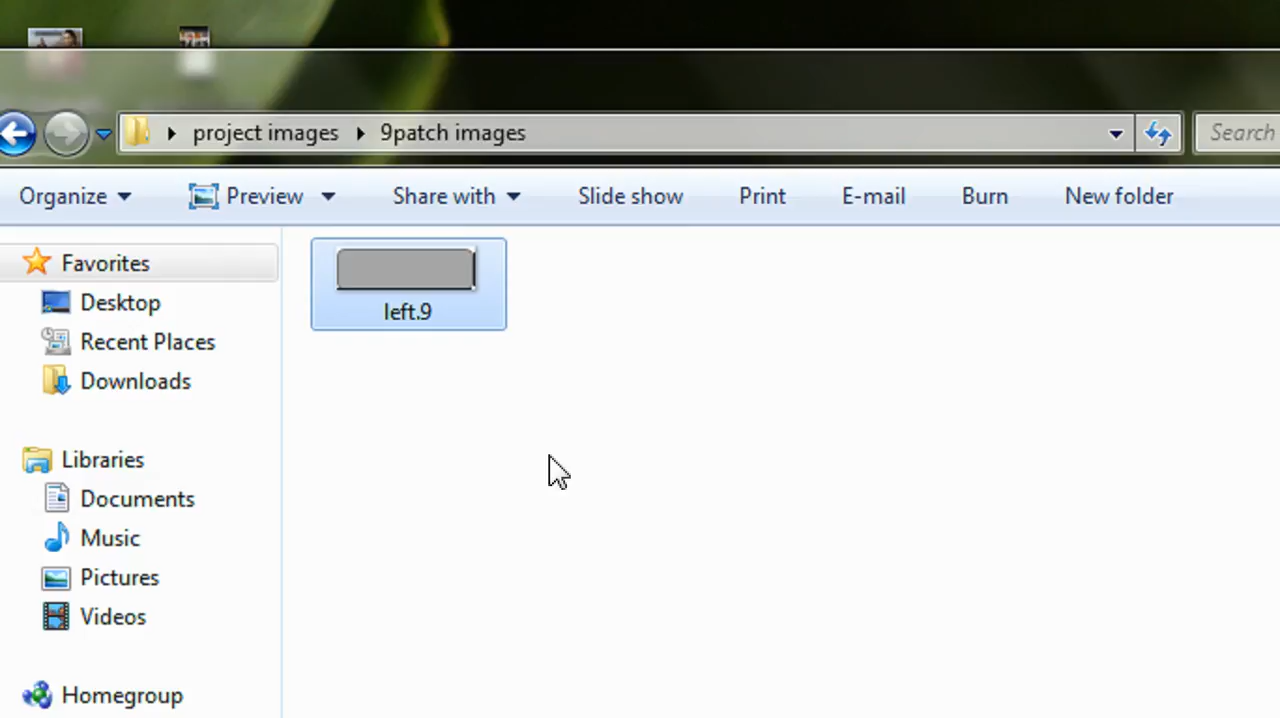 project images 9patch images
Search
Organize Preview Share with Slide show Print E-mail Burn New folder
Favorites
Desktop
Recent Places
Downloads
Libraries
Documents
Music
Pictures
Videos
Homegroup
left.9